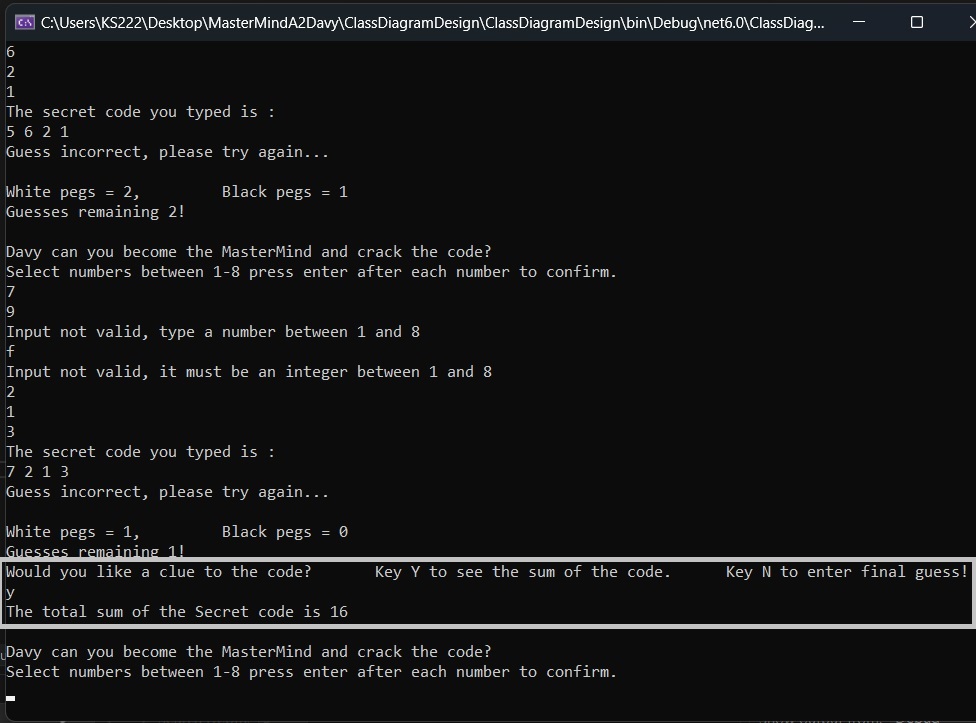 C:\Users\KS222\Desktop\MasterMindA2Davy\ClassDiagramDesign\ClassDiagramDesign\bin\Debug\net6.0\ClassDiag...
6
2
1
The secret code you typed is :
5 6 2 1
Guess incorrect, please try again...
White pegs = 2, Black pegs = 1
Guesses remaining 2!
Davy can you become the MasterMind and crack the code?
Select numbers between 1-8 press enter after each number to confirm.
7
9
Input not valid, type a number between 1 and 8
f
Input not valid, it must be an integer between 1 and 8
2
1
3
The secret code you typed is :
7 2 1 3
Guess incorrect, please try again...
White pegs = 1, Black pegs = 0
Guesses remaining 1!
Would you like a clue to the code? Key Y to see the sum of the code. Key N to enter final guess!
y
The total sum of the Secret code is 16
Davy can you become the MasterMind and crack the code?
Select numbers between 1-8 press enter after each number to confirm.